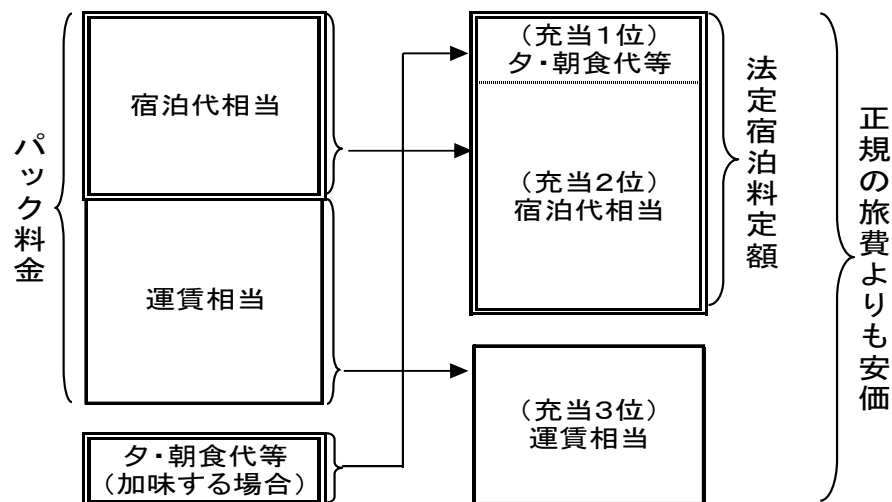 パック料金
宿泊代相当
運賃相当
夕・朝食代等
(加味する場合)
(充当1位)
夕・朝食代等
(充当2位)
宿泊代相当
(充当3位)
運賃相当
法定宿泊料定額
正規の旅費よりも安価